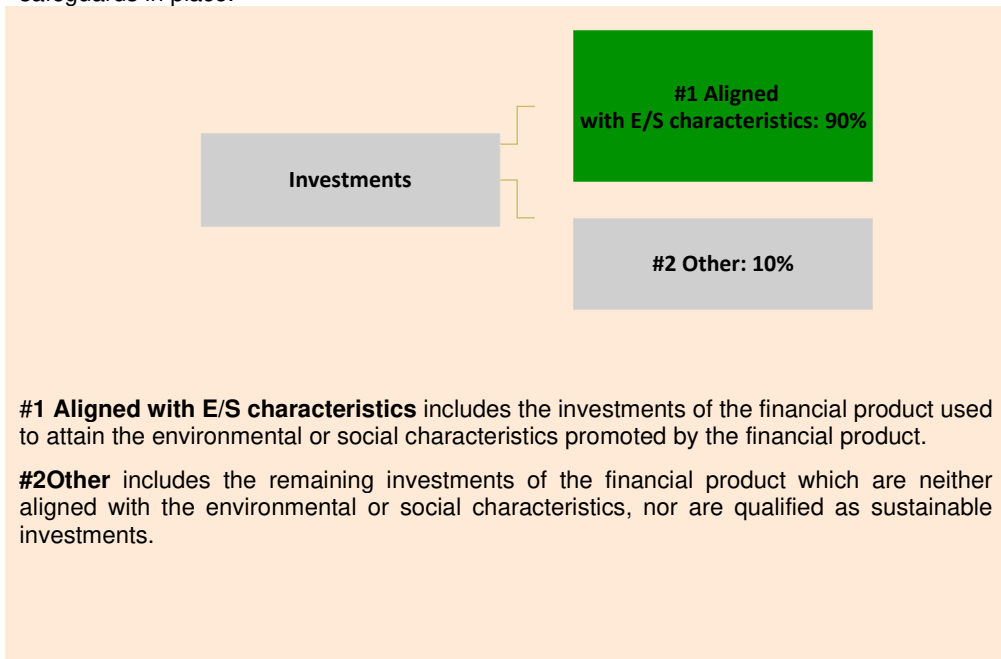 safeguards in place.
#1 Aligned
with E/S characteristics: 90%
Investments
#2 Other: 10%
#1 Aligned with E/S characteristics includes the investments of the financial product used
to attain the environmental or social characteristics promoted by the financial product.
#2Other includes the remaining investments of the financial product which are neither
aligned with the environmental or social characteristics, nor are qualified as sustainable
investments.